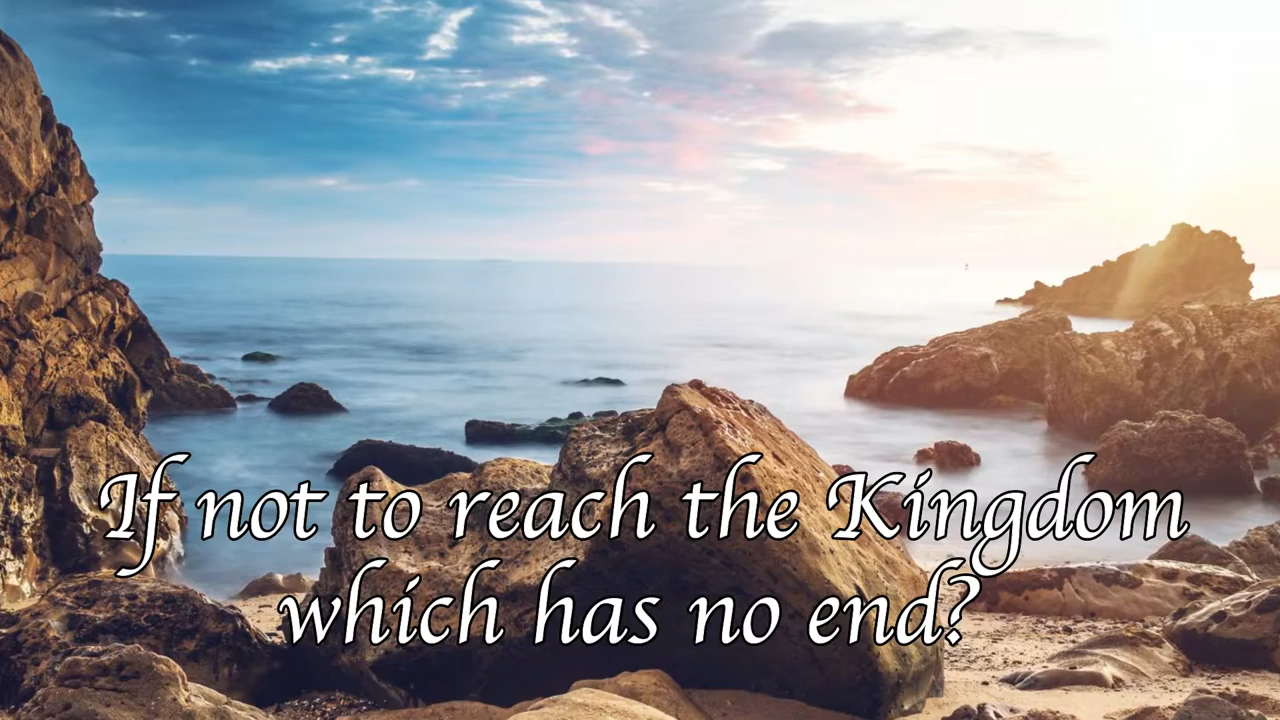 If not to reach the Kingdom
which has no end?